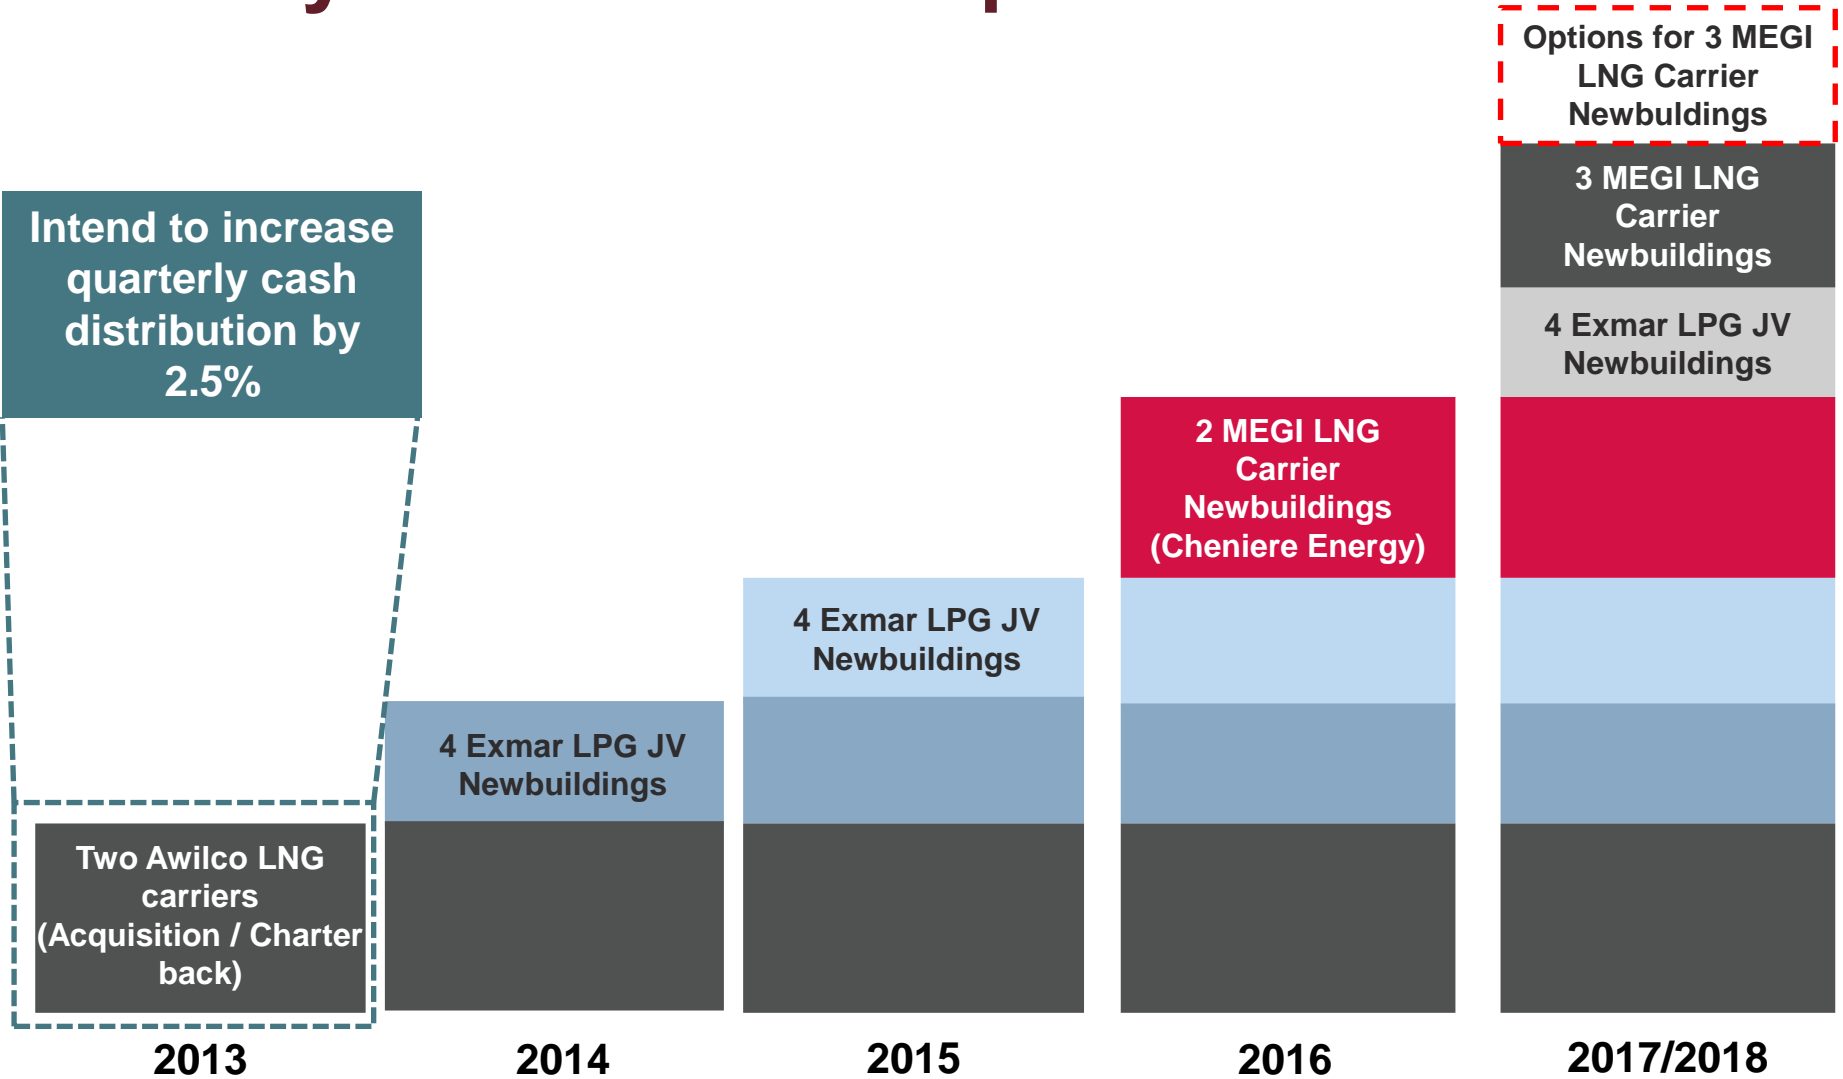 Options for 3 MEGI
LNG Carrier
Newbuldings
3 MEGI LNG
Carrier
Newbuildings
Intend to increase
quarterly cash
distribution by
2.5%
4 Exmar LPG JV
Newbuildings
2 MEGI LNG
Carrier
Newbuildings
(Cheniere Energy)
4 Exmar LPG JV
Newbuildings
4 Exmar LPG JV
Newbuildings
Two Awilco LNG
carriers
(Acquisition / Charter
back)
2013
2014
2015
2016
2017/2018